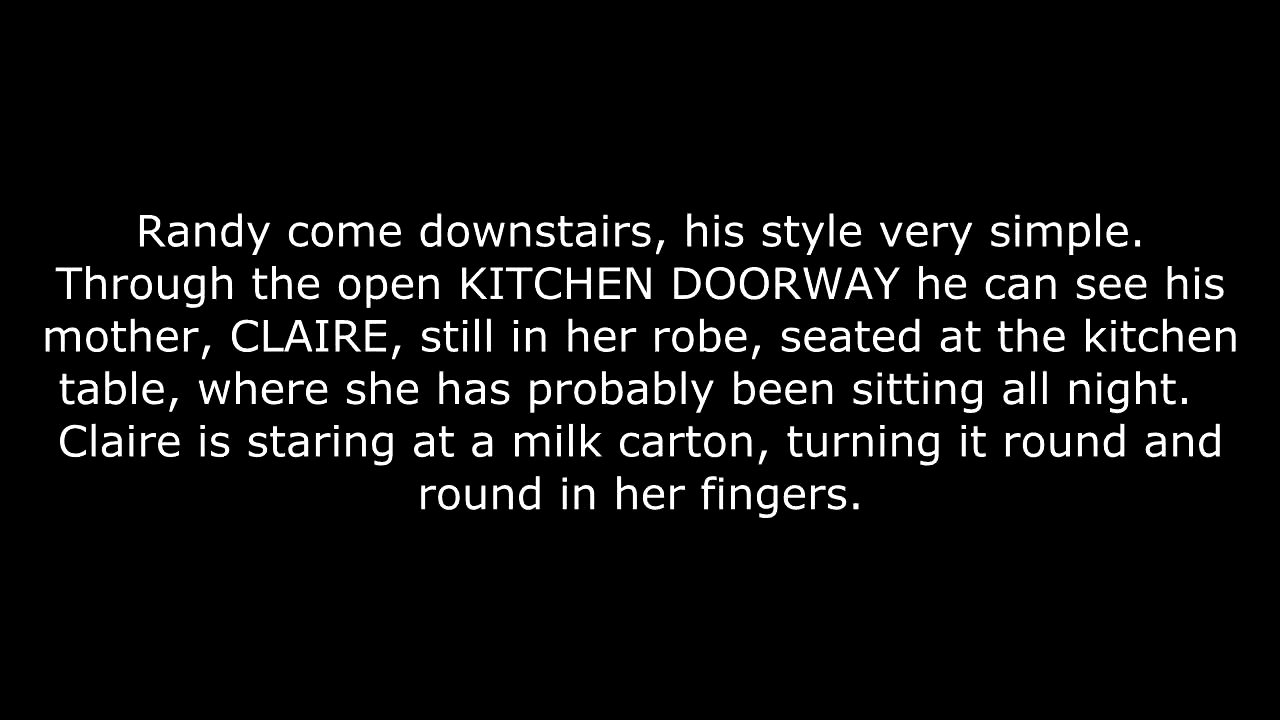 Randy come downstairs, his style very simple.
Through the open KITCHEN DOORWAY he can see his
mother, CLAIRE, still in her robe, seated at the kitchen
table, where she has probably been sitting all night.
Claire is staring at a milk carton, turning it round and
round in her fingers.